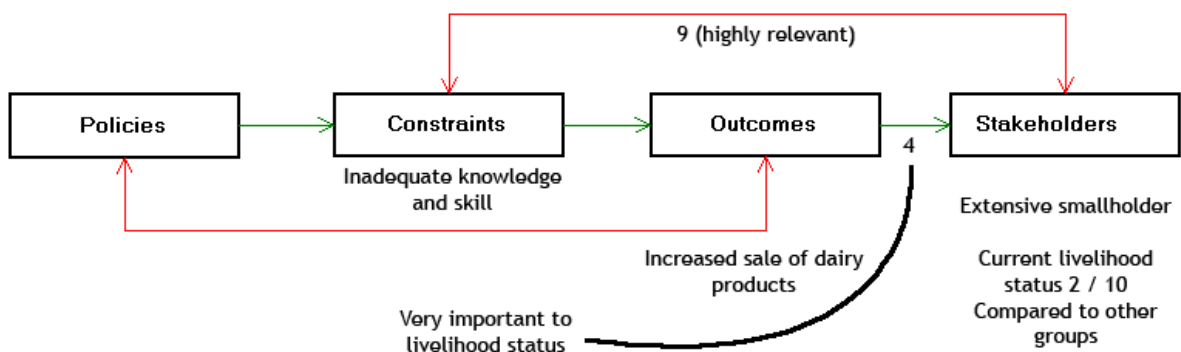 9 (highly relevant)
Policies
Constraints
Outcomes
Stakeholders
4
Inadequate knowledge
and skill
Extensive smallholder
Increased sale of dairy
products
Current livelihood
status 2 / 10
Compared to other
groups
Very important to
livelihood status